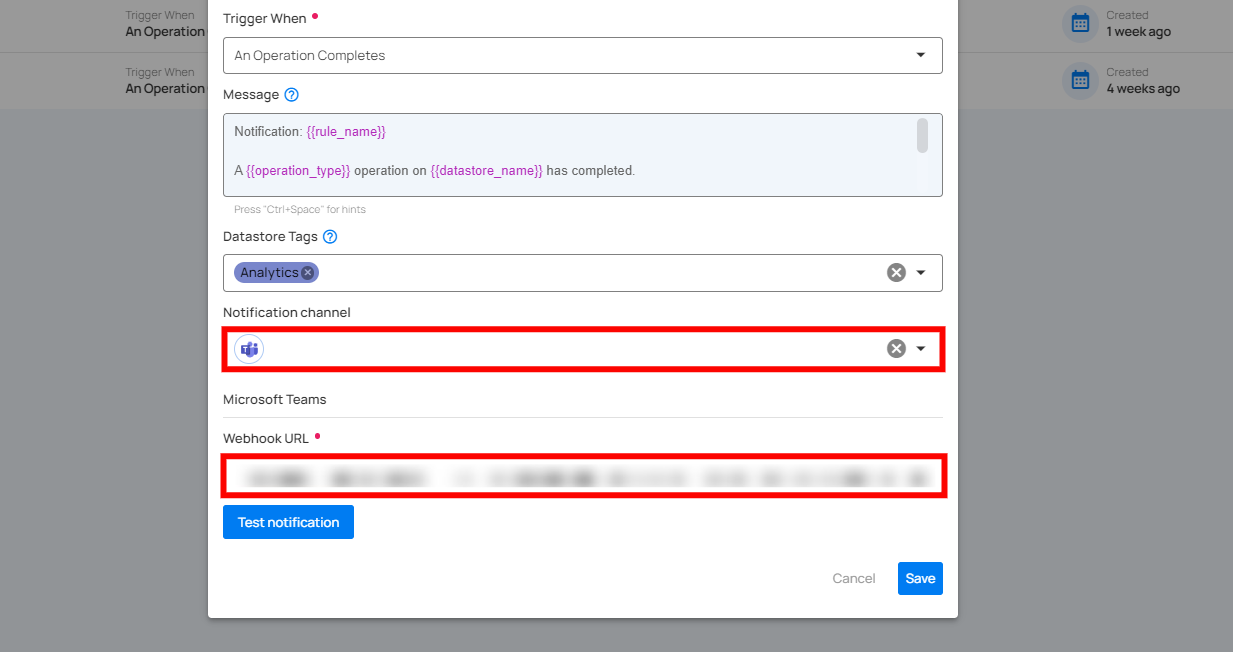 Trigger When
An Operation
Created
1 week ago
Trigger When
An Operation
Created
4 weeks ago
Trigger When
An Operation Completes
Message
Notification: {{rule_name}}
A {{operation_type}} operation on {{datastore_name}} has completed.
Press "Ctrl+Space" for hints
Datastore Tags
Analytics
Notification channel
Microsoft Teams
Webhook URL
Test notification
Cancel
Save